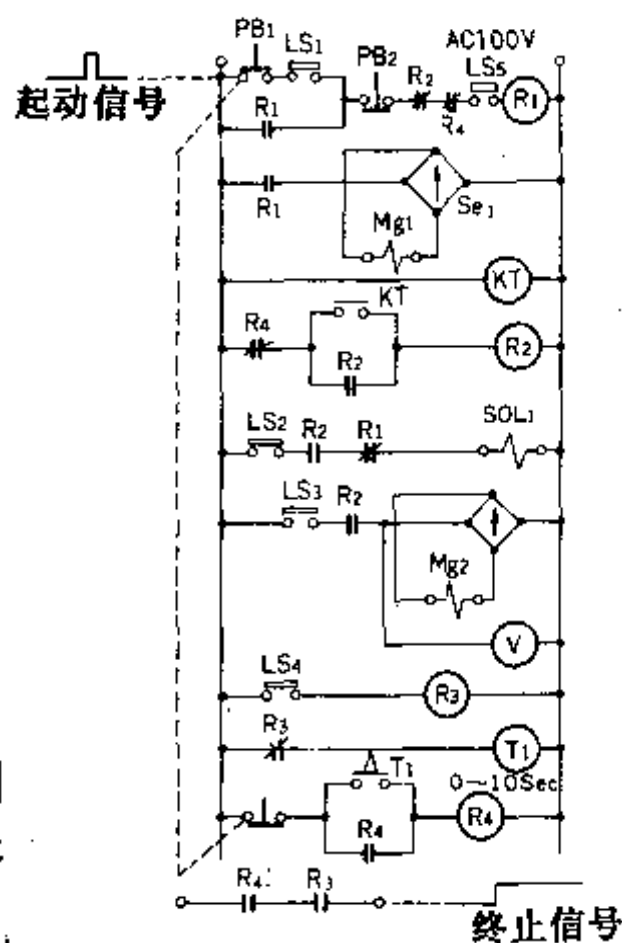 PB1
LS1
PB2
AC100V
LS5
R2
R4
R1
起动信号
R1
R1
Se1
Mg1
KT
KT
R4
R2
R2
LS2
R2
R1
SOL1
LS3
R2
Mg2
V
LS4
R3
R3
T1
T1
0~10Sec
R4
R4
R4
R3
终止信号